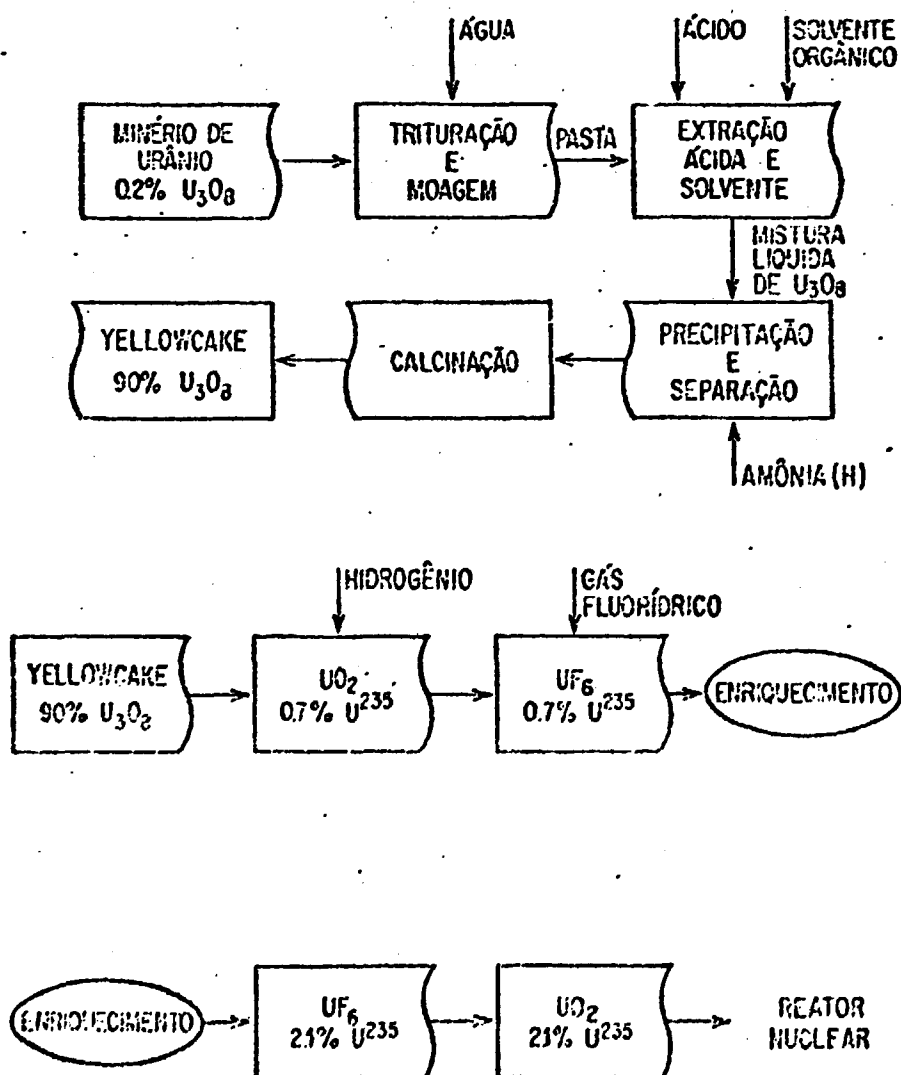 ÁGUA
ÁCIDO
SOLVENTE
ORGÂNICO
MINÉRIO DE
URÂNIO
0.2% U₃O₈
TRITURAÇÃO
E
MOAGEM
PASTA
EXTRAÇÃO
ÁCIDA E
SOLVENTE
MISTURA
LIQUIDA
DE U₃O₈
YELLOWCAKE
90% U₃O₈
CALCINAÇÃO
PRECIPITAÇÃO
E
SEPARAÇÃO
AMÔNIA (H)
HIDROGÊNIO
GÁS
FLUORÍDRICO
YELLOWCAKE
90% U₃O₈
UO₂
0.7% U²³⁵
UF₆
0.7% U²³⁵
ENRIQUECIMENTO
ENRIQUECIMENTO
UF₆
2.1% U²³⁵
UO₂
2.1% U²³⁵
REATOR
NUCLEAR